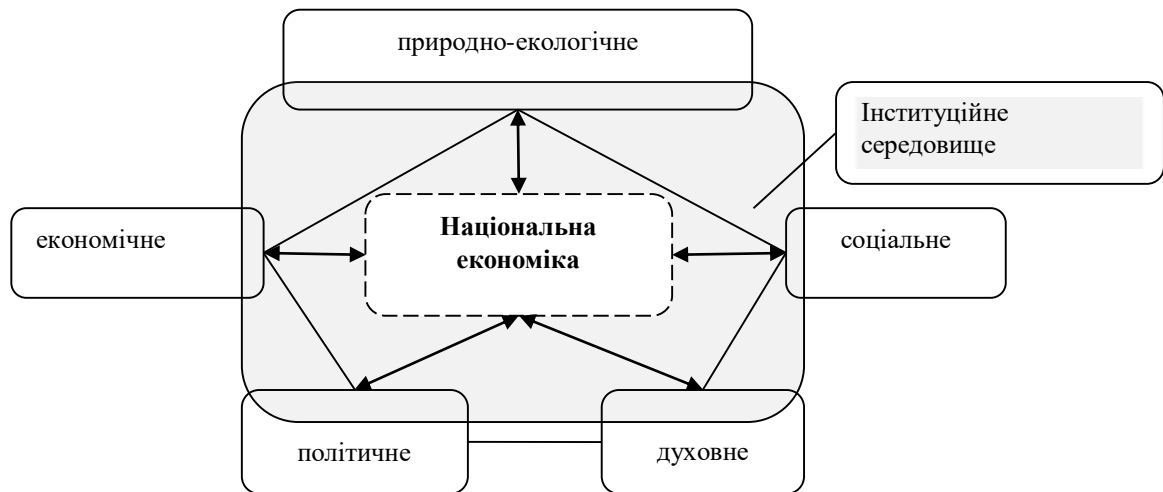 природно-екологічне
Інституційне
середовище
економічне
Національна
економіка
соціальне
політичне
духовне